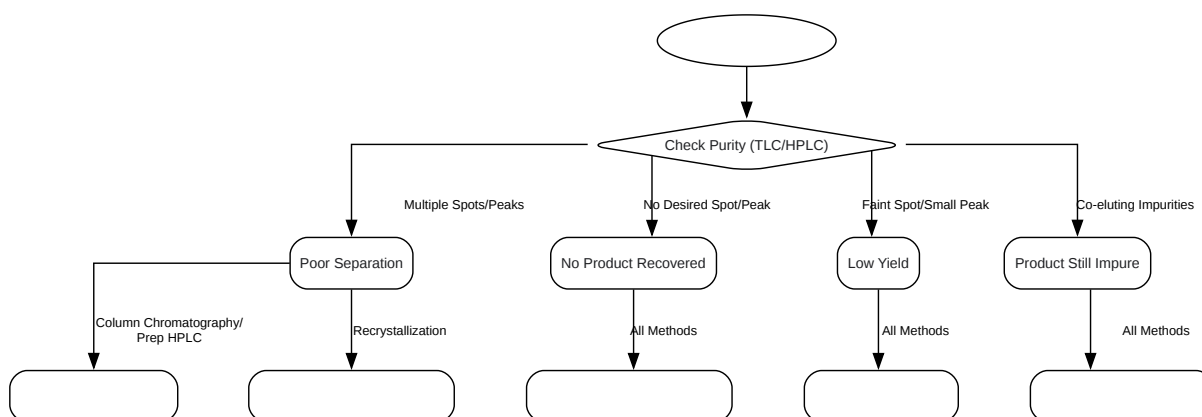 Check Purity (TLC/HPLC)
Multiple Spots/Peaks
No Desired Spot/Peak
Faint Spot/Small Peak
Co-eluting Impurities
Poor Separation
No Product Recovered
Low Yield
Product Still Impure
Column Chromatography/
Prep HPLC
Recrystallization
All Methods
All Methods
All Methods